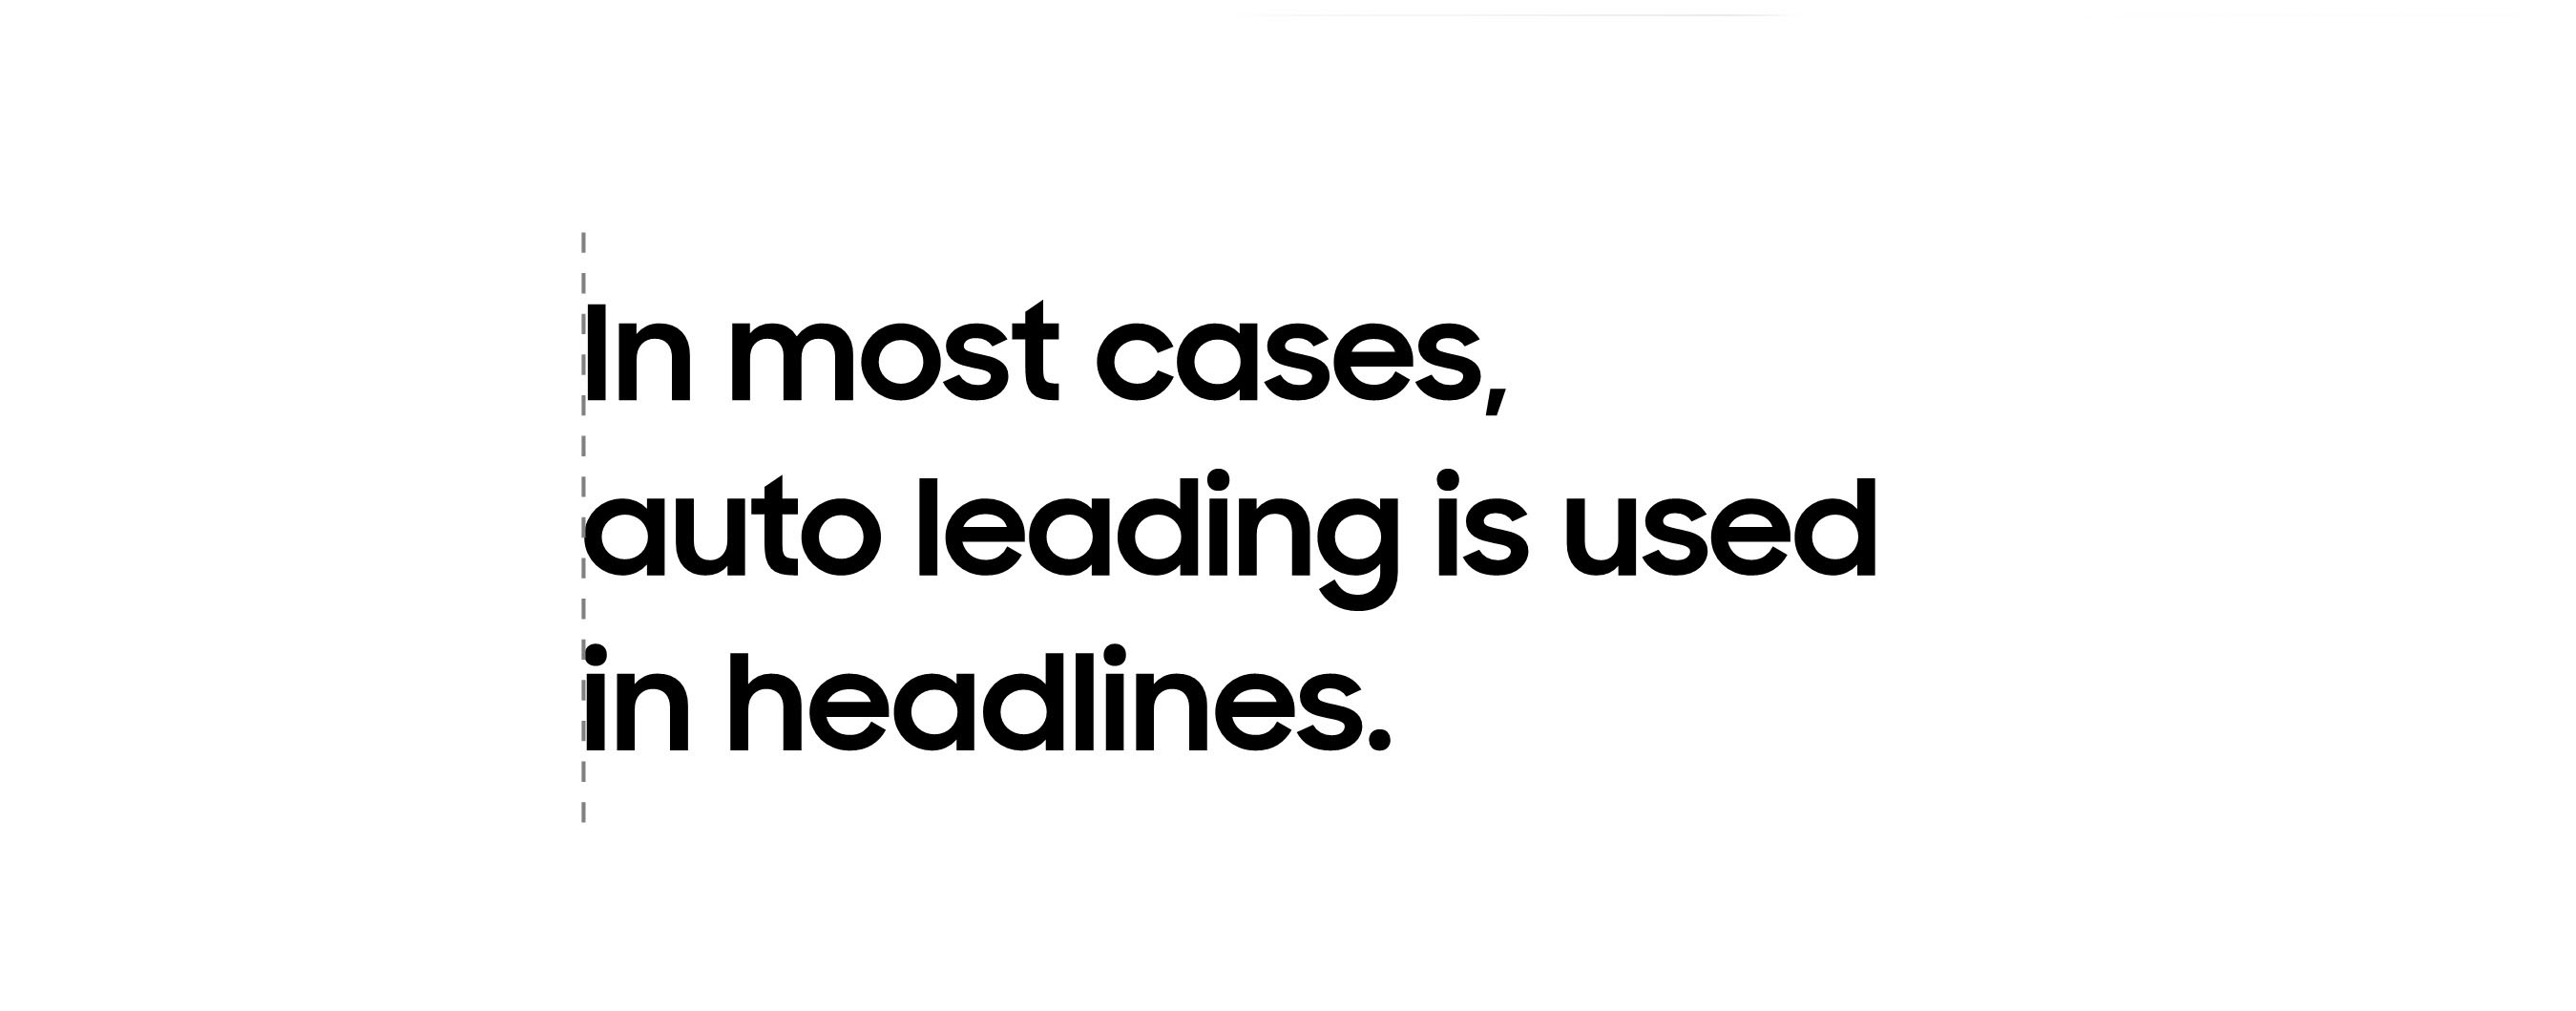 In most cases,
auto leading is used
in headlines.